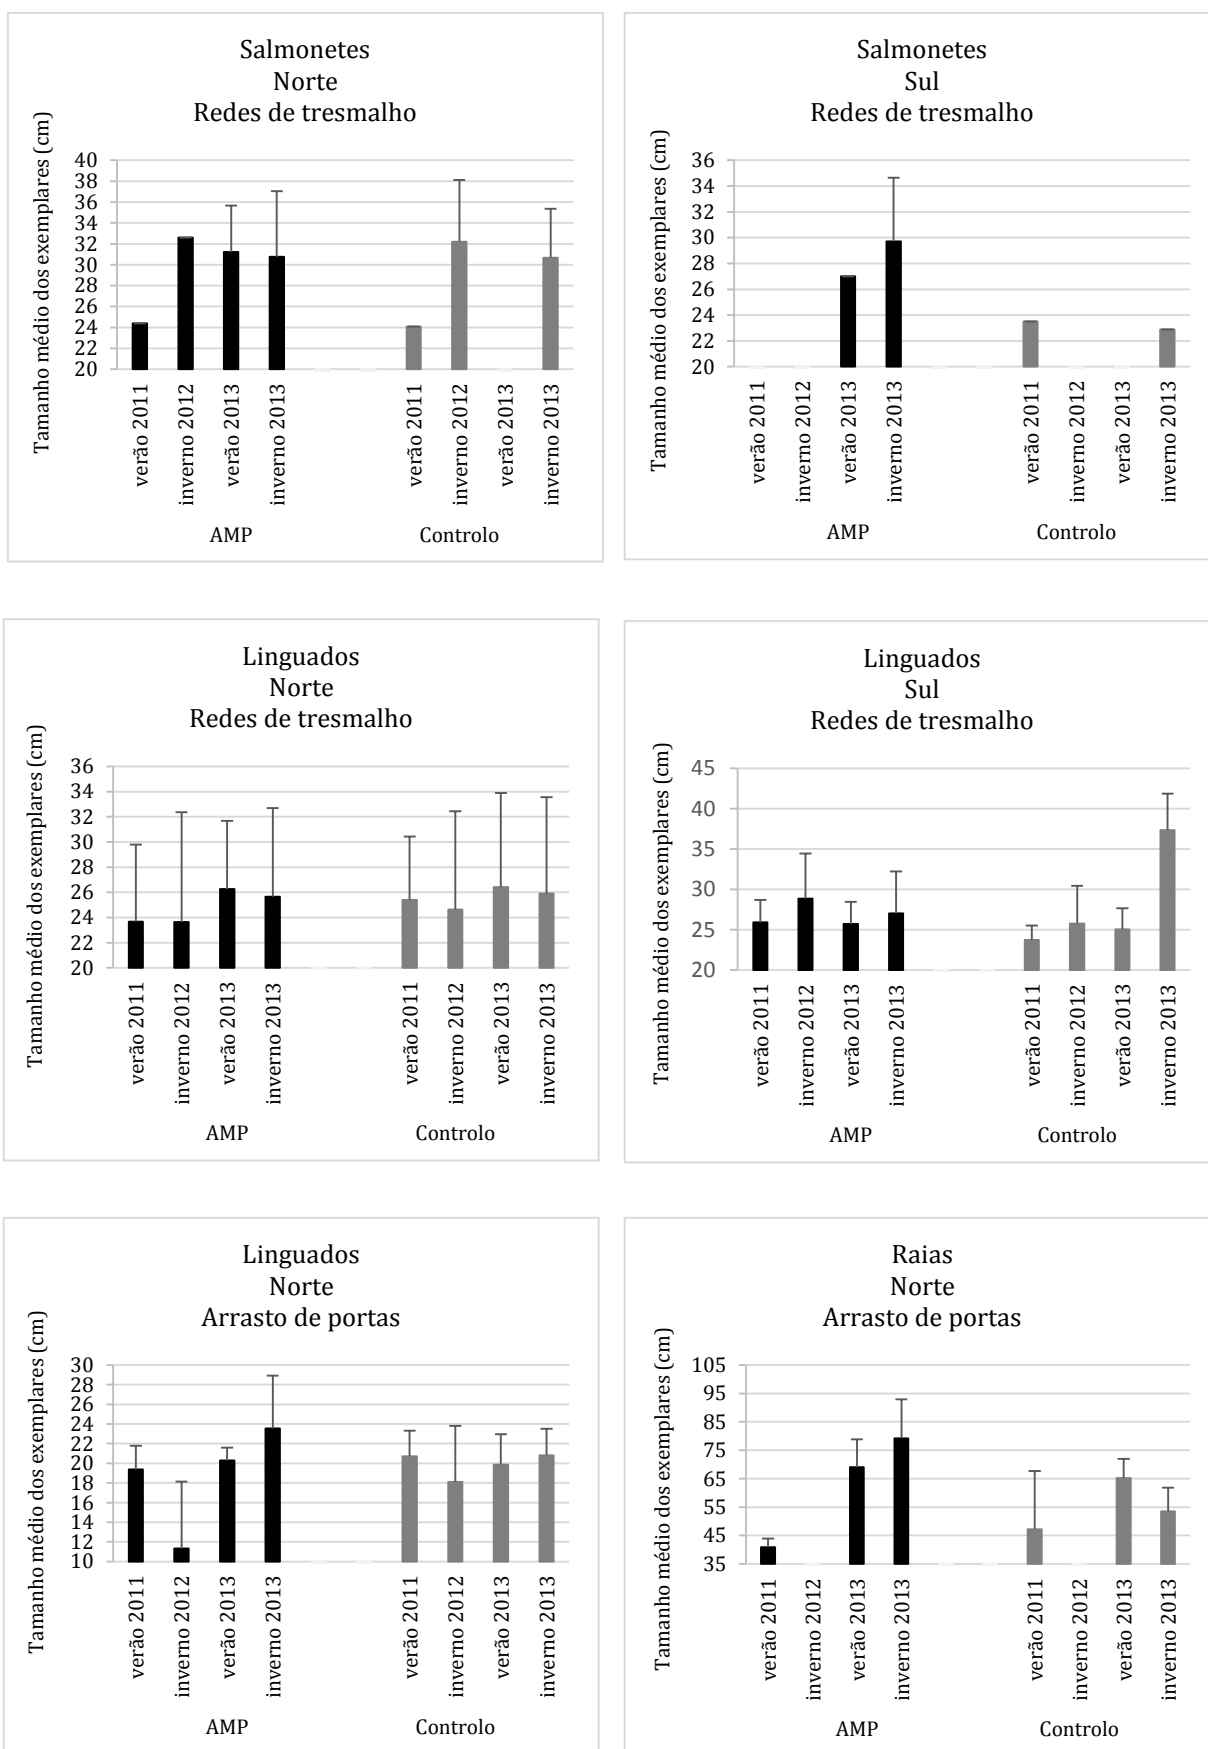 Salmonetes
Norte
Redes de tresmalho
Tamanho médio dos exemplares (cm)
40
38
36
34
32
30
28
26
24
22
20
verão 2011
inverno 2012
verão 2013
inverno 2013
verão 2011
inverno 2012
verão 2013
inverno 2013
AMP
Controlo
Salmonetes
Sul
Redes de tresmalho
Tamanho médio dos exemplares (cm)
36
34
32
30
28
26
24
22
20
verão 2011
inverno 2012
verão 2013
inverno 2013
verão 2011
inverno 2012
verão 2013
inverno 2013
AMP
Controlo
Linguados
Norte
Redes de tresmalho
Tamanho médio dos exemplares (cm)
36
34
32
30
28
26
24
22
20
verão 2011
inverno 2012
verão 2013
inverno 2013
verão 2011
inverno 2012
verão 2013
inverno 2013
AMP
Controlo
Linguados
Sul
Redes de tresmalho
Tamanho médio dos exemplares (cm)
45
40
35
30
25
20
verão 2011
inverno 2012
verão 2013
inverno 2013
verão 2011
inverno 2012
verão 2013
inverno 2013
AMP
Controlo
Linguados
Norte
Arrasto de portas
Tamanho médio dos exemplares (cm)
30
28
26
24
22
20
18
16
14
12
10
verão 2011
inverno 2012
verão 2013
inverno 2013
verão 2011
inverno 2012
verão 2013
inverno 2013
AMP
Controlo
Raias
Norte
Arrasto de portas
Tamanho médio dos exemplares (cm)
105
95
85
75
65
55
45
35
verão 2011
inverno 2012
verão 2013
inverno 2013
verão 2011
inverno 2012
verão 2013
inverno 2013
AMP
Controlo